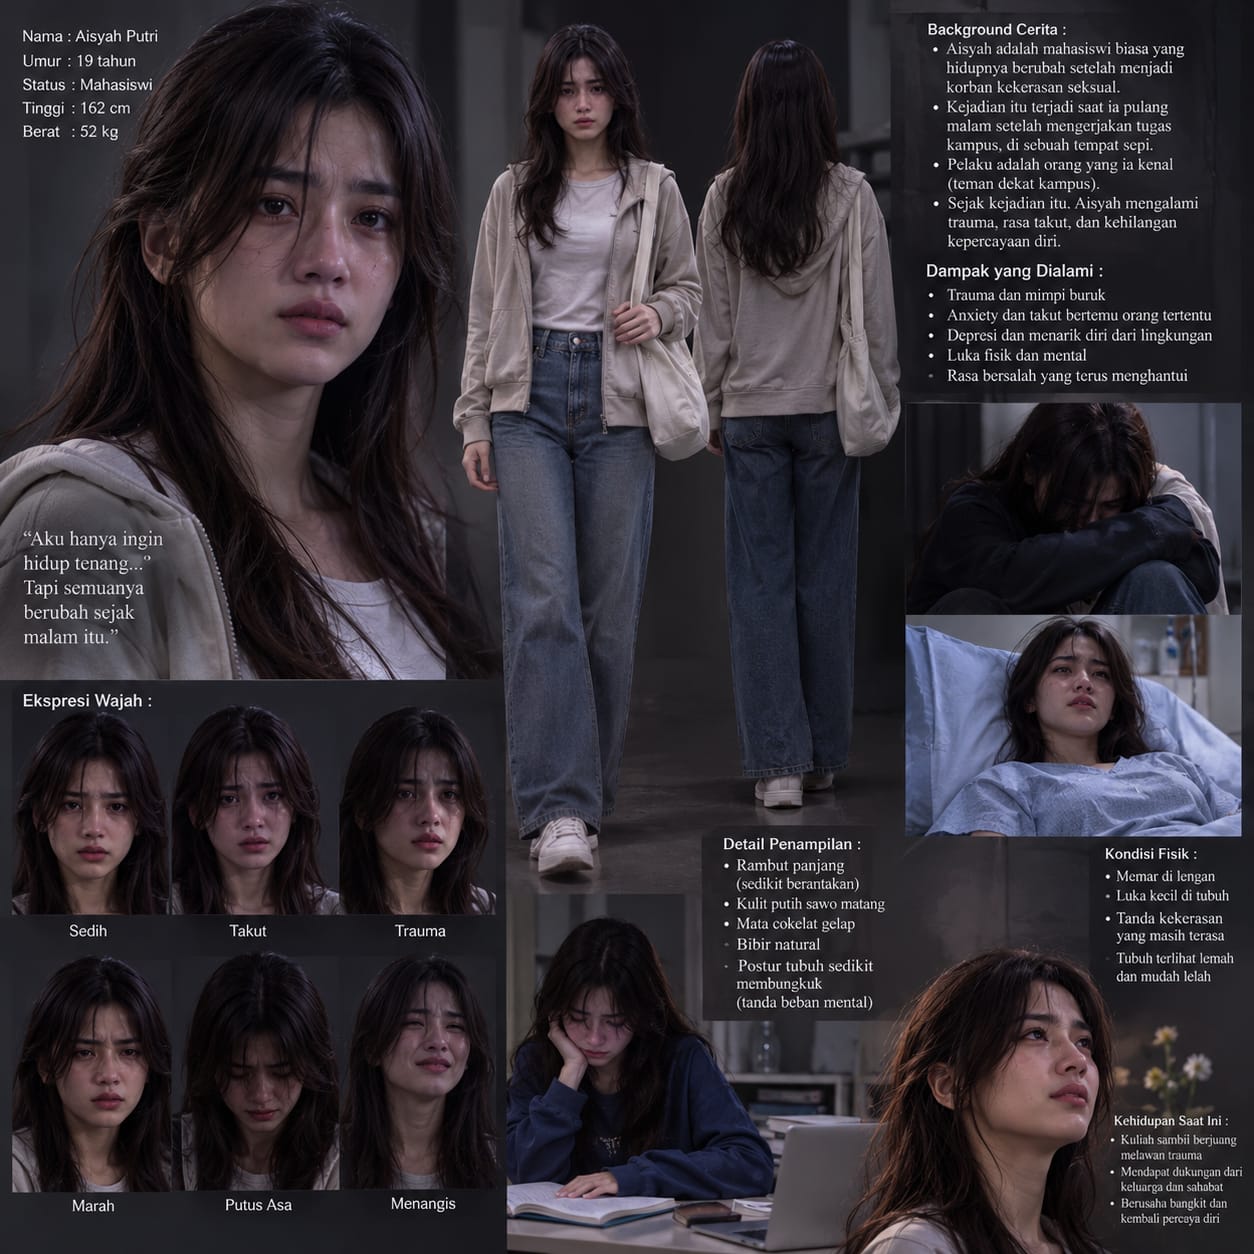 Nama : Aisyah Putri
Umur : 19 tahun
Status : Mahasiswi
Tinggi : 162 cm
Berat : 52 kg
“Aku hanya ingin
hidup tenang...”
Tapi semuanya
berubah sejak
malam itu.”
Ekspresi Wajah :
Sedih
Takut
Trauma
Marah
Putus Asa
Menangis
Background Cerita :
• Aisyah adalah mahasiswi biasa yang
hidupnya berubah setelah menjadi
korban kekerasan seksual.
• Kejadian itu terjadi saat ia pulang
malam setelah mengerjakan tugas
kampus, di sebuah tempat sepi.
• Pelaku adalah orang yang ia kenal
(teman dekat kampus).
• Sejak kejadian itu. Aisyah mengalami
trauma, rasa takut, dan kehilangan
kepercayaan diri.
Dampak yang Dialami :
• Trauma dan mimpi buruk
• Anxiety dan takut bertemu orang tertentu
• Depresi dan menarik diri dari lingkungan
• Luka fisik dan mental
• Rasa bersalah yang terus menghantui
Detail Penampilan :
• Rambut panjang
(sedikit berantakan)
• Kulit putih sawo matang
• Mata cokelat gelap
• Bibir natural
• Postur tubuh sedikit
membungkuk
(tanda beban mental)
Kondisi Fisik :
• Memar di lengan
• Luka kecil di tubuh
• Tanda kekerasan
yang masih terasa
• Tubuh terlihat lemah
dan mudah lelah
Kehidupan Saat Ini :
• Kuliah sambil berjuang
melawan trauma
• Mendapat dukungan dari
keluarga dan sahabat
• Berusaha bangkit dan
kembali percaya diri